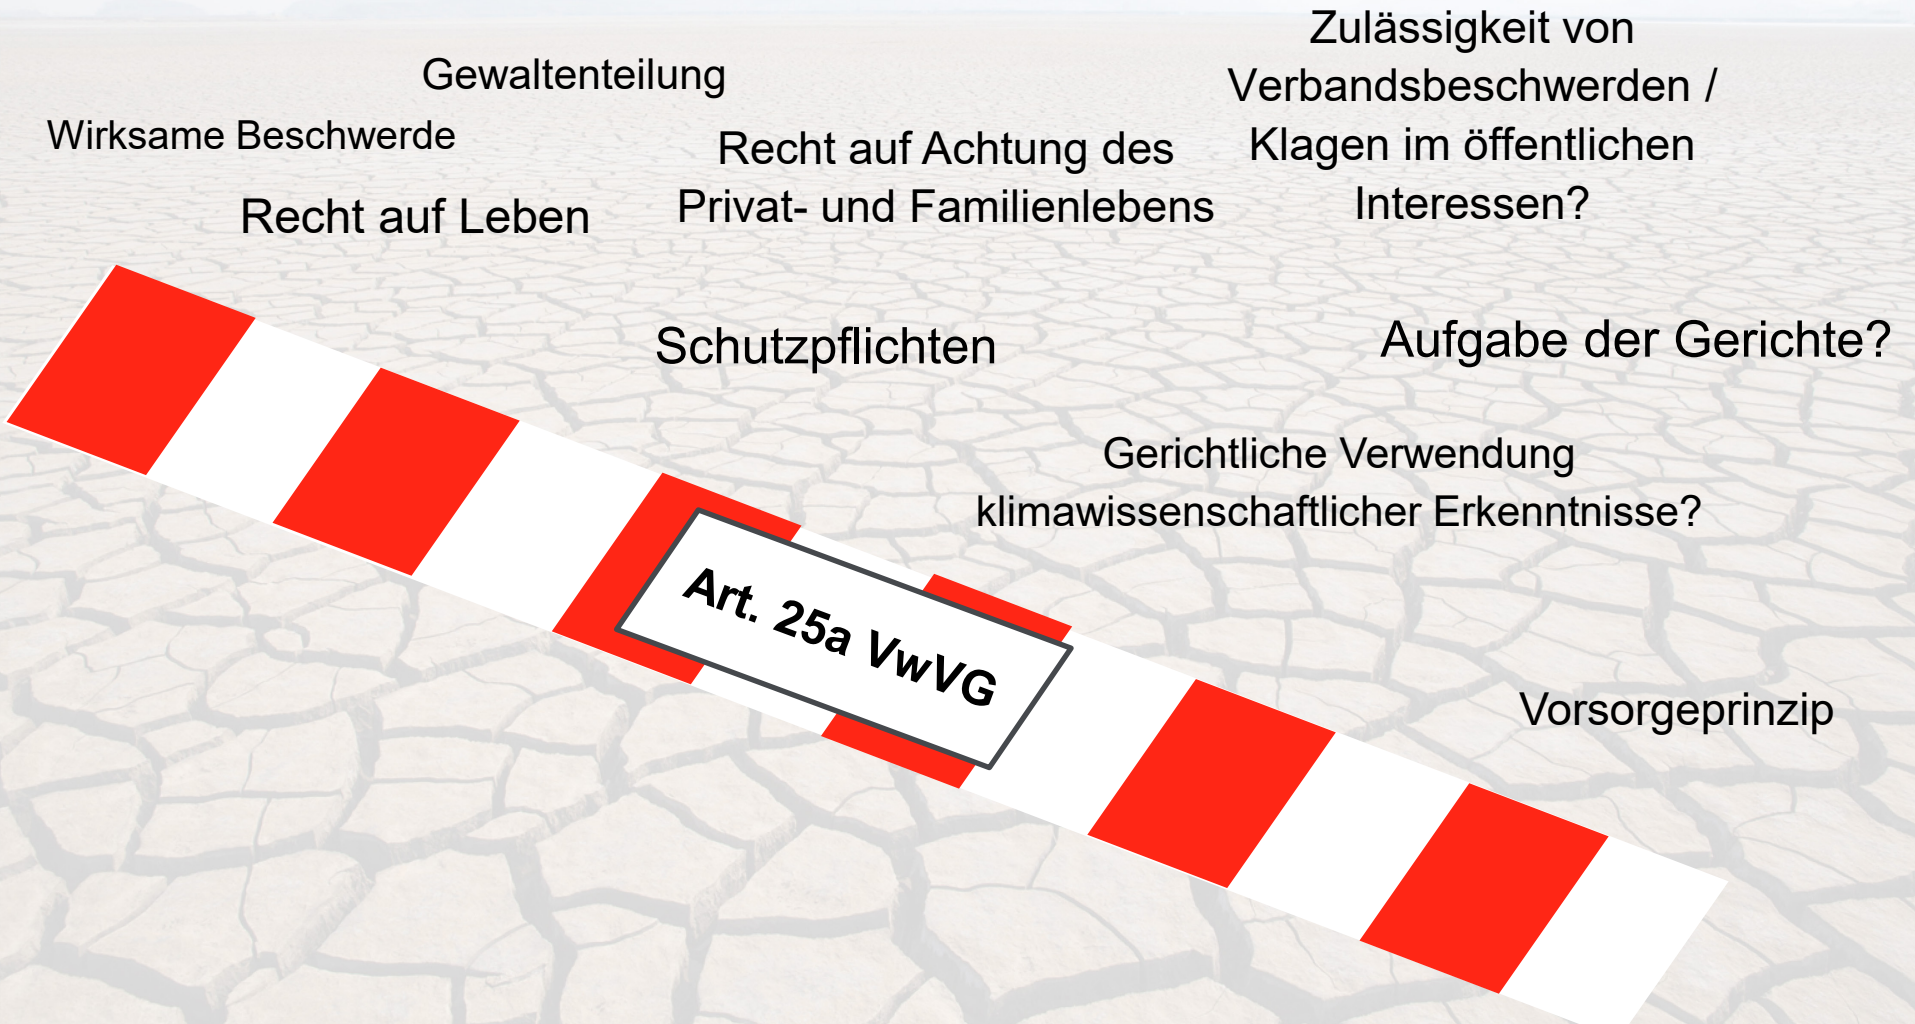 Zulässigkeit von
Verbandsbeschwerden /
Klagen im öffentlichen
Interessen?
Gewaltenteilung
Wirksame Beschwerde
Recht auf Achtung des
Privat- und Familienlebens
Recht auf Leben
Schutzpflichten
Aufgabe der Gerichte?
Gerichtliche Verwendung
klimawissenschaftlicher Erkenntnisse?
Art. 25a VwVG
Vorsorgeprinzip